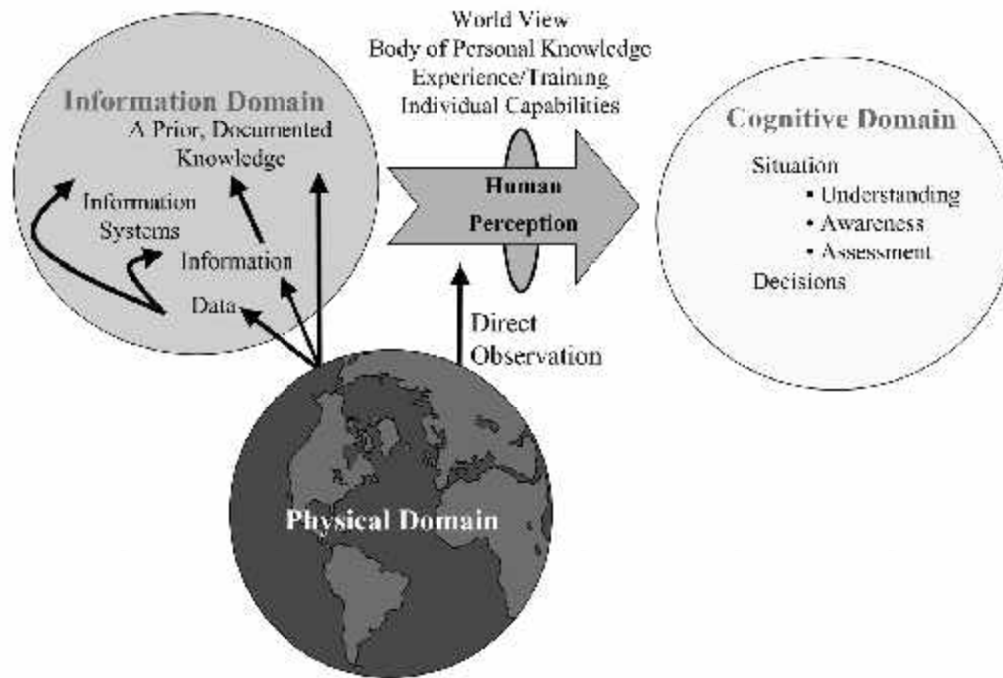 World View
Body of Personal Knowledge
Experience/Training
Individual Capabilities
Information Domain
A Prior, Documented
Knowledge
Information
Systems
Information
Data
Human
Perception
Direct
Observation
Cognitive Domain
Situation
• Understanding
• Awareness
• Assessment
Decisions
Physical Domain